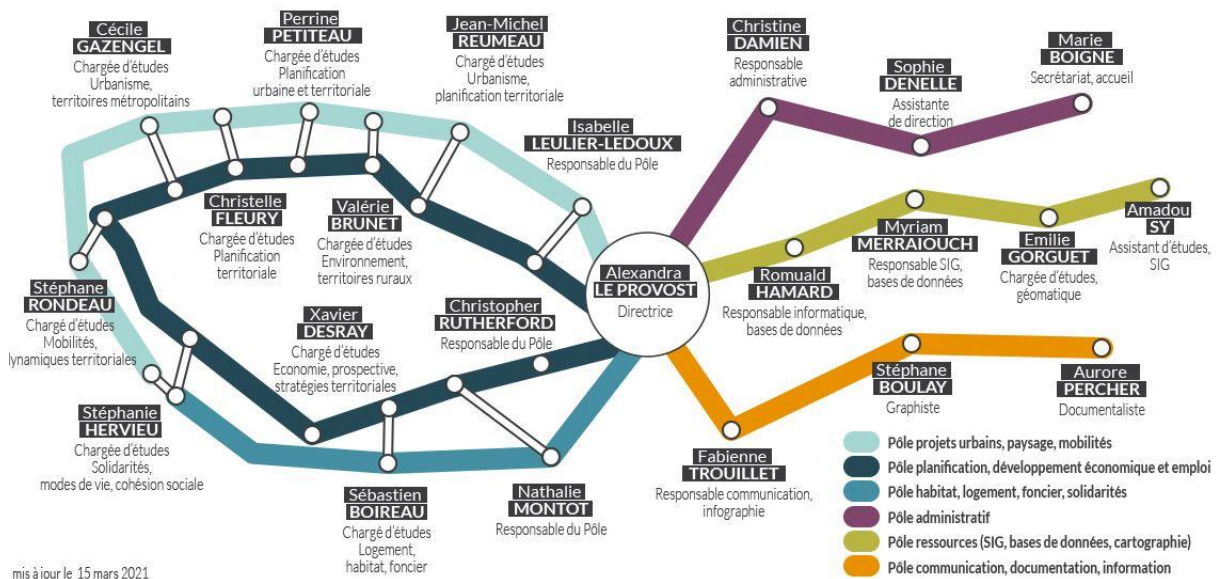 Cécile
GAZENGEL
Chargée d'études
Urbanisme,
territoires métropolitains
Perrine
PETITEAU
Chargée d'études
Planification
urbaine et territoriale
Jean-Michel
REUMEAU
Chargé d'études
Urbanisme,
planification territoriale
Isabelle
LEULIER-LEDOUX
Responsable du Pôle
Christine
DAMIEN
Responsable
administrative
Sophie
DENELLE
Assistante
de direction
Marie
BOIGNE
Secrétariat, accueil
Christelle
FLEURY
Chargée d'études
Planification
territoriale
Valérie
BRUNET
Chargée d'études
Environnement,
territoires ruraux
Alexandra
LE PROVOST
Directrice
Romuald
HAMARD
Responsable informatique,
bases de données
Myriam
MERRAIOUCH
Responsable SIG,
bases de données
Emilie
GORGUET
Chargée d'études,
géomatique
Amadou
SY
Assistant d'études,
SIG
Stéphane
RONDEAU
Chargé d'études
Mobilités,
dynamiques territoriales
Xavier
DESRAY
Chargé d'études
Economie, prospective,
stratégies territoriales
Christopher
RUTHERFORD
Responsable du Pôle
Stéphanie
HERVIEU
Chargée d'études
Solidarités,
modes de vie, cohésion sociale
Sébastien
BOIREAU
Chargé d'études
Logement,
habitat, foncier
Nathalie
MONTOT
Responsable du Pôle
Fabienne
TROUILLET
Responsable communication,
infographie
Stéphane
BOULAY
Graphiste
Aurore
PERCHER
Documentaliste
Pôle projets urbains, paysage, mobilités
Pôle planification, développement économique et emploi
Pôle habitat, logement, foncier, solidarités
Pôle administratif
Pôle ressources (SIG, bases de données, cartographie)
Pôle communication, documentation, information
mis à jour le 15 mars 2021